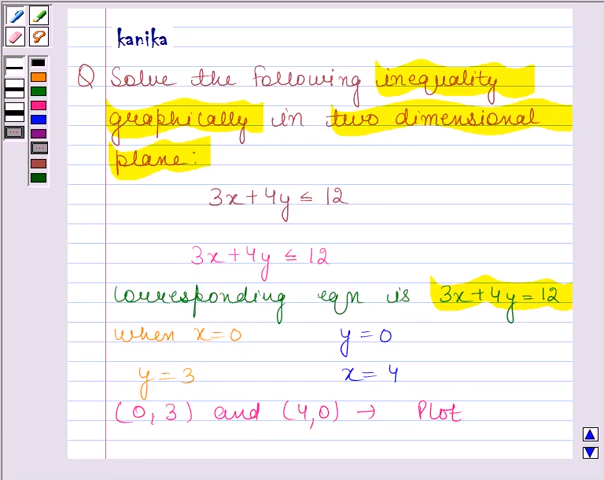 kanika
Q Solve the following inequality
graphically in two dimensional
plane:
3x+4y ≤ 12
3x+4y ≤ 12
Corresponding eqn is 3x+4y=12
when x=0 y=0
y=3 x=4
(0,3) and (4,0) → Plot